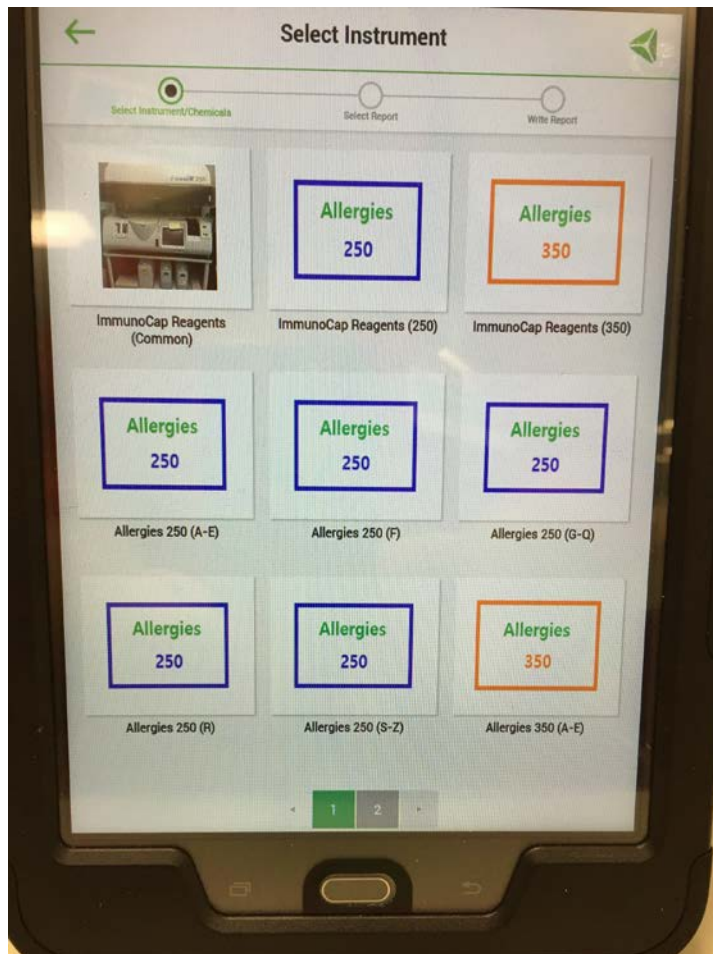 Select Instrument
Select Instrument/Chemicals
Select Report
Write Report
Allergies
250
Allergies
350
ImmunoCap Reagents
(Common)
ImmunoCap Reagents (250)
ImmunoCap Reagents (350)
Allergies
250
Allergies
250
Allergies
250
Allergies 250 (A-E)
Allergies 250 (F)
Allergies 250 (G-Q)
Allergies
250
Allergies
250
Allergies
350
Allergies 250 (R)
Allergies 250 (S-Z)
Allergies 350 (A-E)
1
2